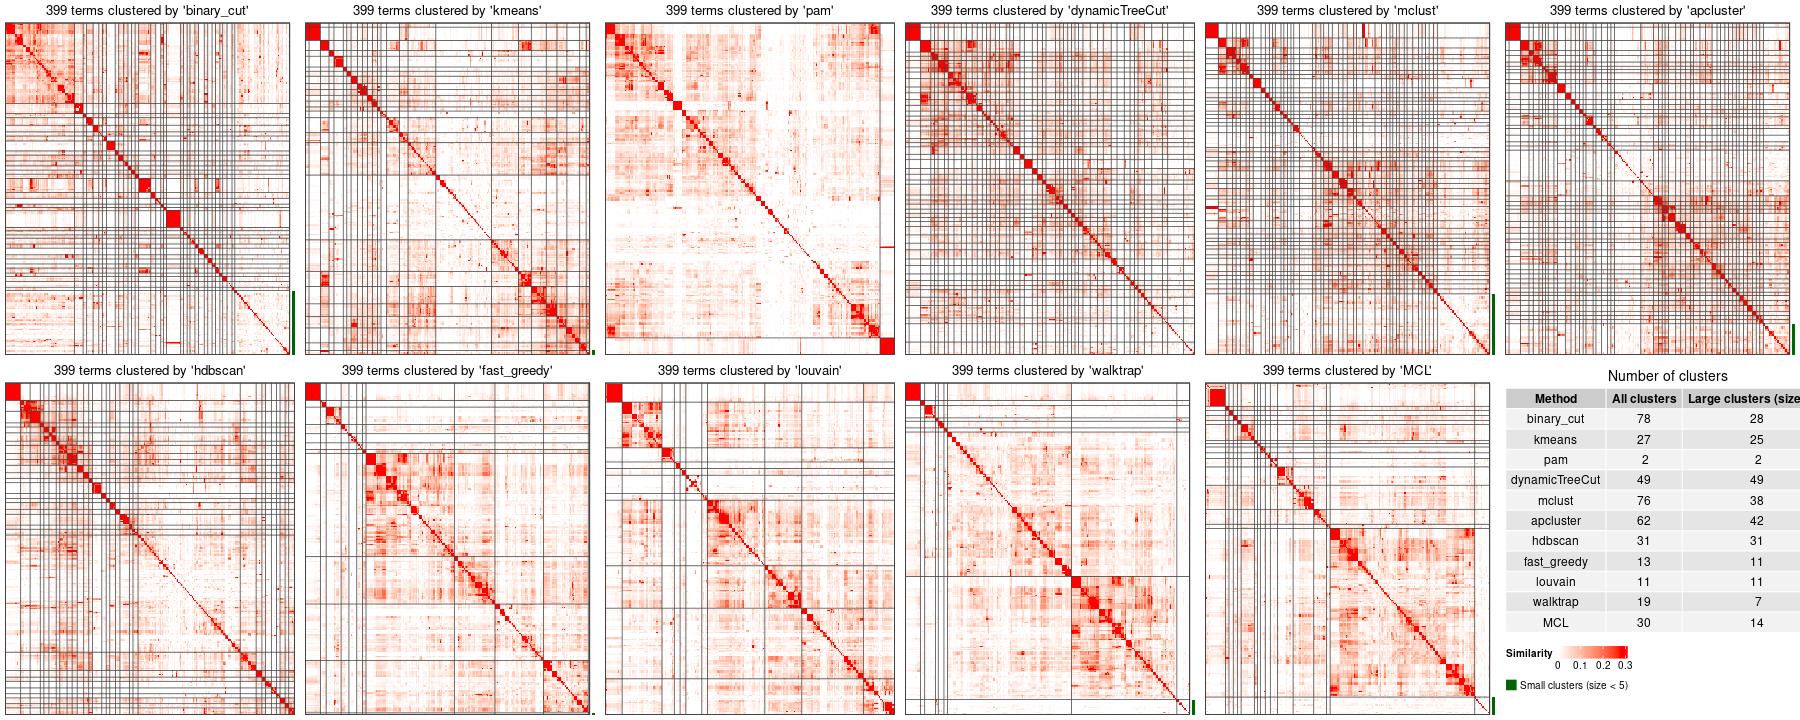 399 terms clustered by 'binary_cut'
399 terms clustered by 'kmeans'
399 terms clustered by 'pam'
399 terms clustered by 'dynamicTreeCut'
399 terms clustered by 'mclust'
399 terms clustered by 'apcluster'
399 terms clustered by 'hdbscan'
399 terms clustered by 'fast_greedy'
399 terms clustered by 'louvain'
399 terms clustered by 'walktrap'
399 terms clustered by 'MCL'
Number of clusters
Method All clusters Large clusters (size
binary_cut 78 28
kmeans 27 25
pam 2 2
dynamicTreeCut 49 49
mclust 76 38
apcluster 62 42
hdbscan 31 31
fast_greedy 13 11
louvain 11 11
walktrap 19 7
MCL 30 14
Similarity
0 0.1 0.2 0.3
Small clusters (size < 5)